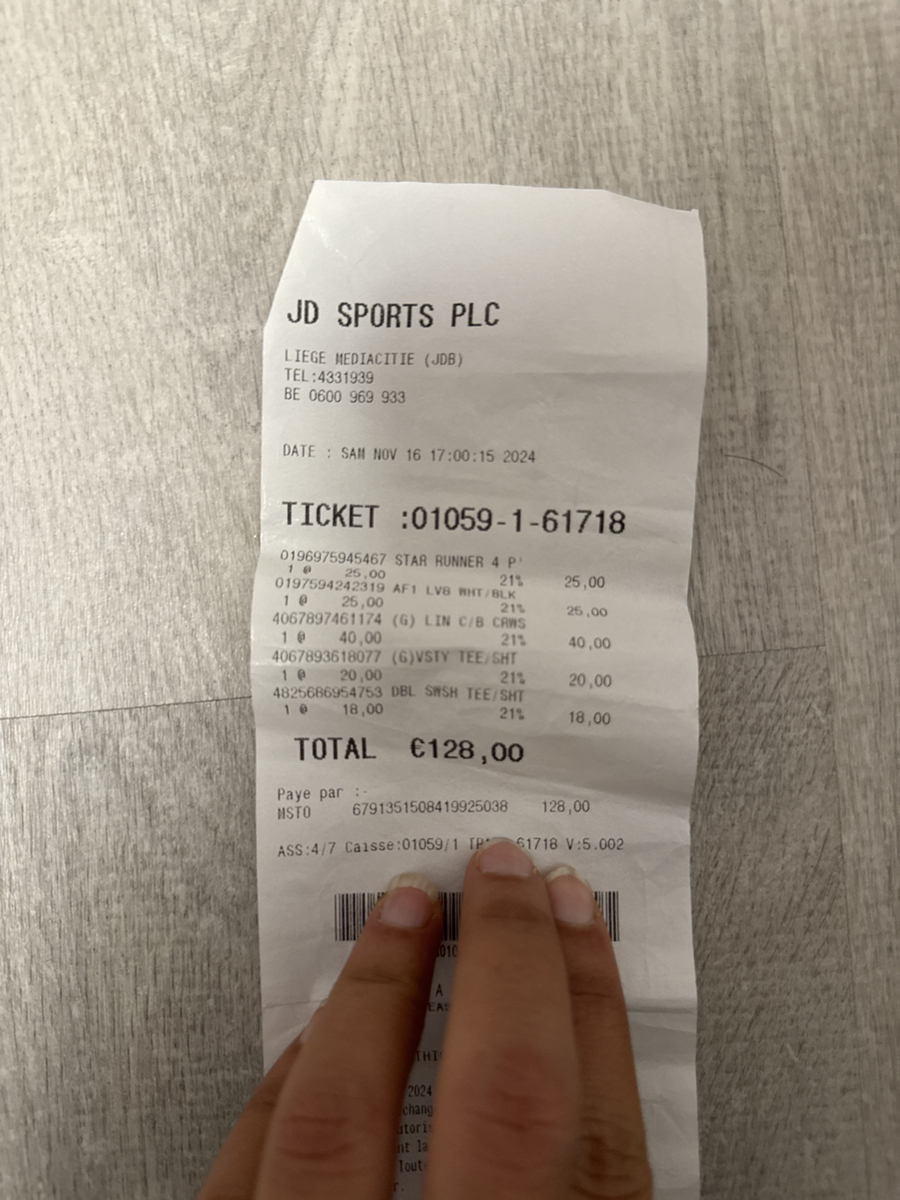 JD SPORTS PLC
LIEGE MEDIACITIE (JDB)
TEL:4331939
BE 0600 969 933
DATE : SAM NOV 16 17:00:15 2024
TICKET :01059-1-61718
0196975945467 STAR RUNNER 4 P'
1 @ 25,00 21% 25,00
0197594242319 AF1 LV8 WHT/BLK
1 @ 25,00 21% 25,00
4067897461174 (G) LIN C/B CRWS
1 @ 40,00 21% 40,00
4067893618077 (G)VSTY TEE/SHT
1 @ 20,00 21% 20,00
4825686954753 DBL SWSH TEE/SHT
1 @ 18,00 21% 18,00
TOTAL €128,00
Paye par :-
MSTO 6791351508419925038 128,00
ASS:4/7 Caisse:01059/1 61718 V:5.002
A
2024